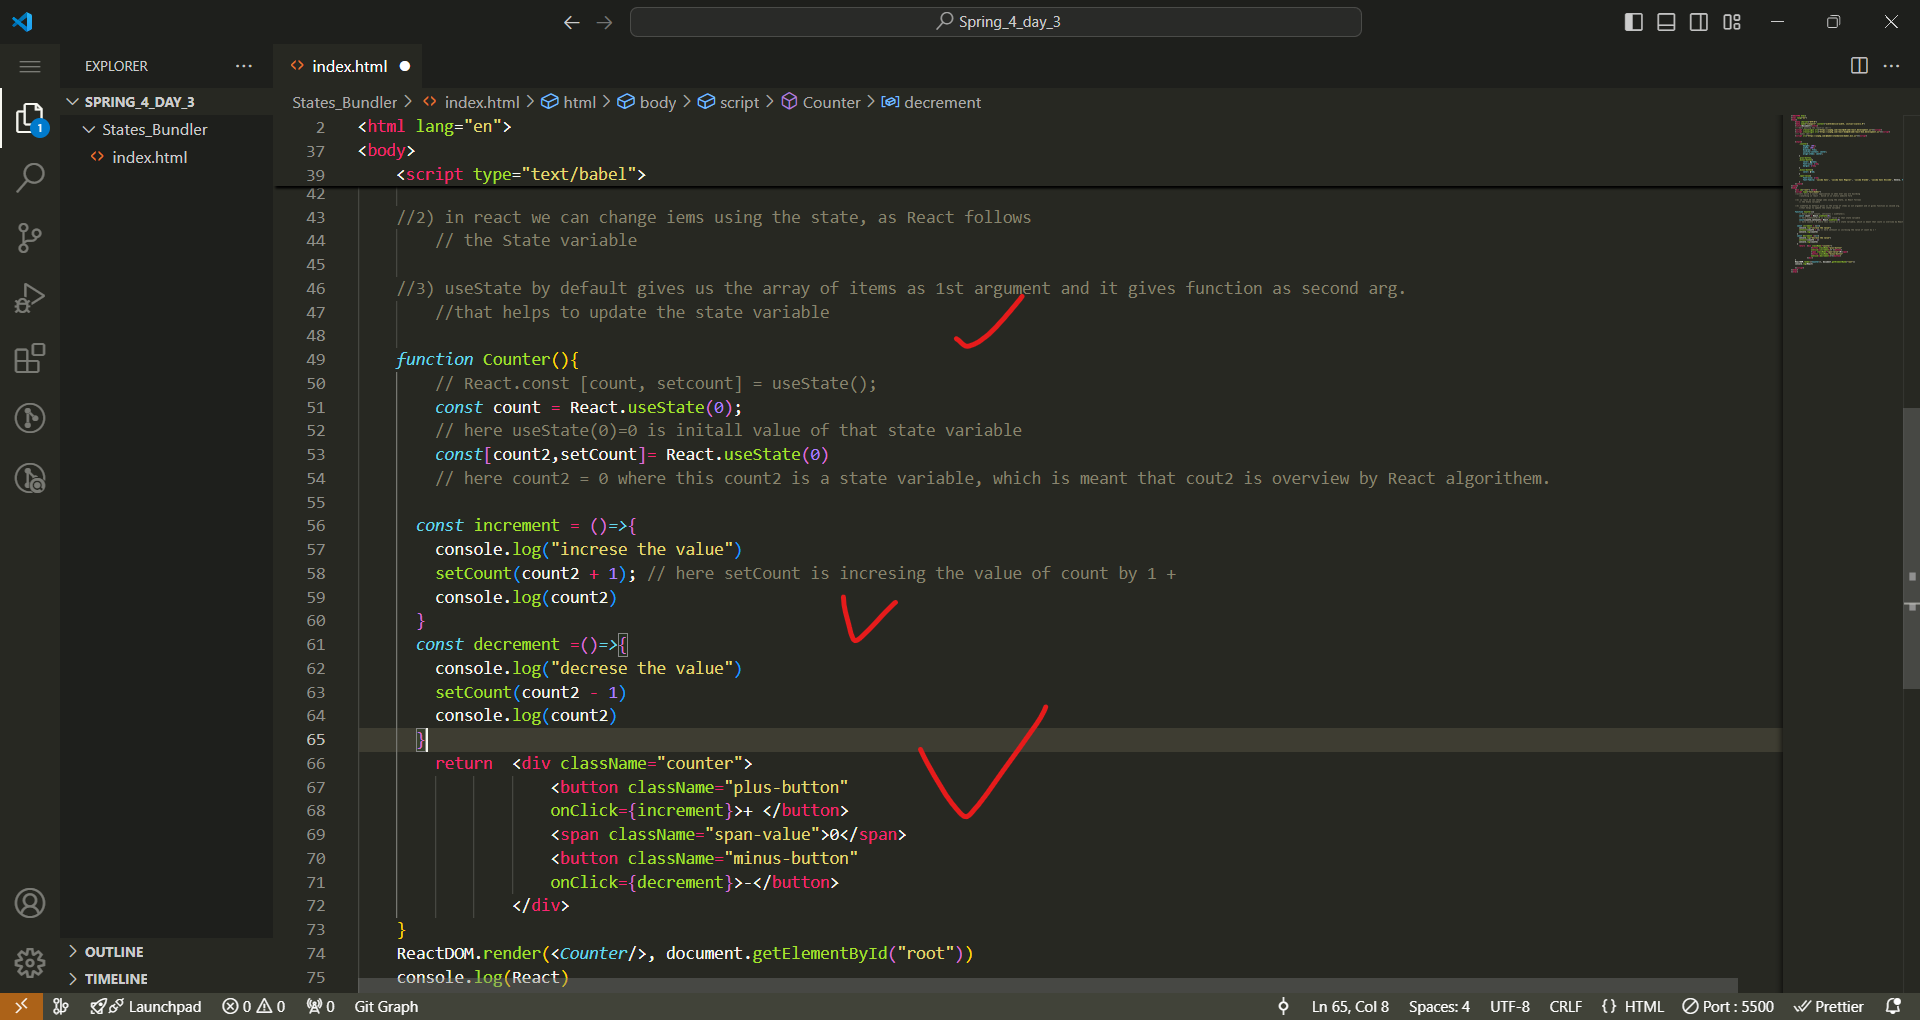 Spring_4_day_3
EXPLORER
SPRING_4_DAY_3
States_Bundler
index.html
1
OUTLINE
TIMELINE
index.html
States_Bundler > index.html > html > body > script > Counter > decrement
2 <html lang="en">
37 <body>
39 <script type="text/babel">
42
43 //2) in react we can change iems using the state, as React follows
44 // the State variable
45
46 //3) useState by default gives us the array of items as 1st argument and it gives function as second arg.
47 //that helps to update the state variable
48
49 function Counter(){
50 // React.const [count, setcount] = useState();
51 const count = React.useState(0);
52 // here useState(0)=0 is initall value of that state variable
53 const[count2,setCount]= React.useState(0)
54 // here count2 = 0 where this count2 is a state variable, which is meant that cout2 is overview by React algorithem.
55
56 const increment = ()=>{
57 console.log("increse the value")
58 setCount(count2 + 1); // here setCount is incresing the value of count by 1 +
59 console.log(count2)
60 }
61 const decrement =()=>{
62 console.log("decrese the value")
63 setCount(count2 - 1)
64 console.log(count2)
65 }
66 return <div className="counter">
67 <button className="plus-button"
68 onClick={increment}>+ </button>
69 <span className="span-value">0</span>
70 <button className="minus-button"
71 onClick={decrement}>-</button>
72 </div>
73 }
74 ReactDOM.render(<Counter/>, document.getElementById("root"))
75 console.log(React)
Launchpad 0 0 0 Git Graph Ln 65, Col 8 Spaces: 4 UTF-8 CRLF {} HTML Port : 5500 Prettier